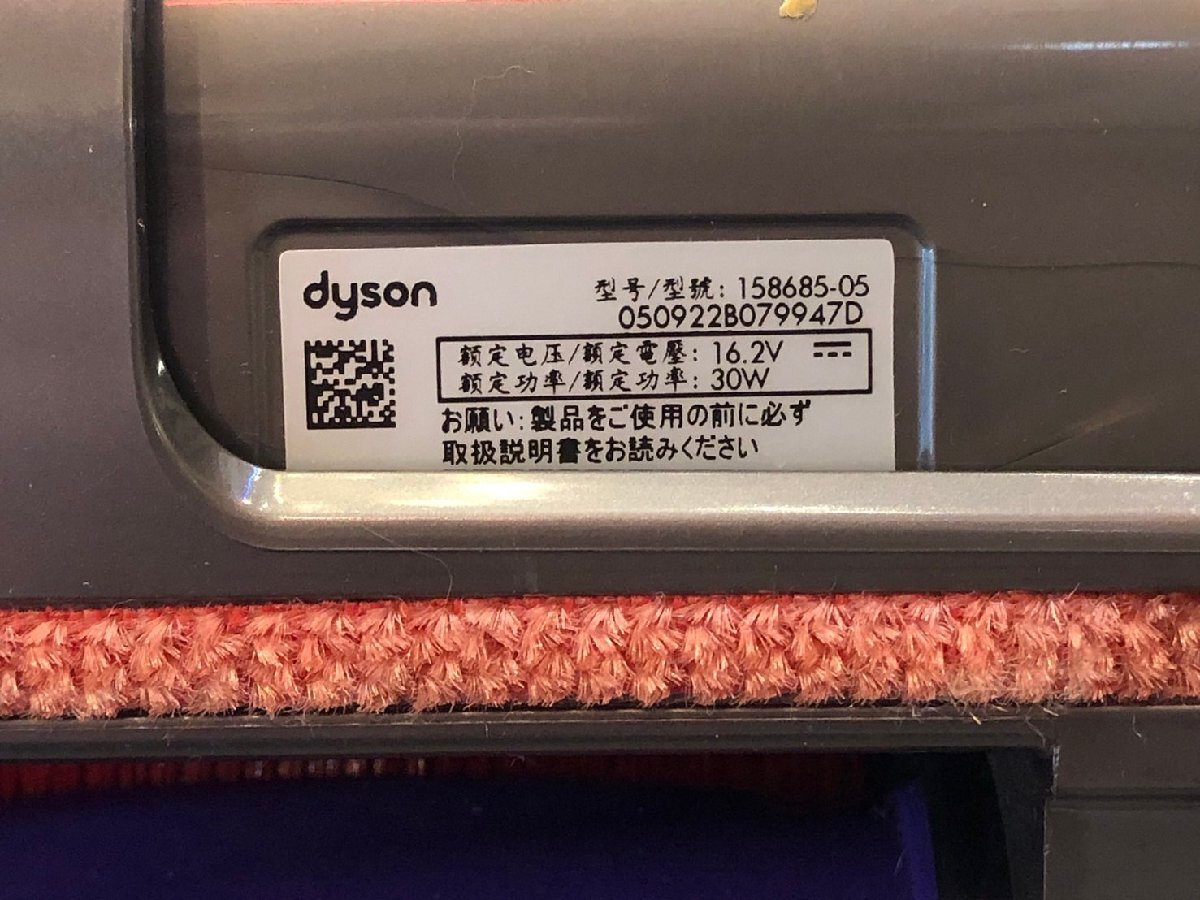 dyson
型号/型號: 158685-05
050922B079947D
额定电压/額定電壓: 16.2V
额定功率/額定功率: 30W
お願い: 製品をご使用の前に必ず
取扱説明書をお読みください